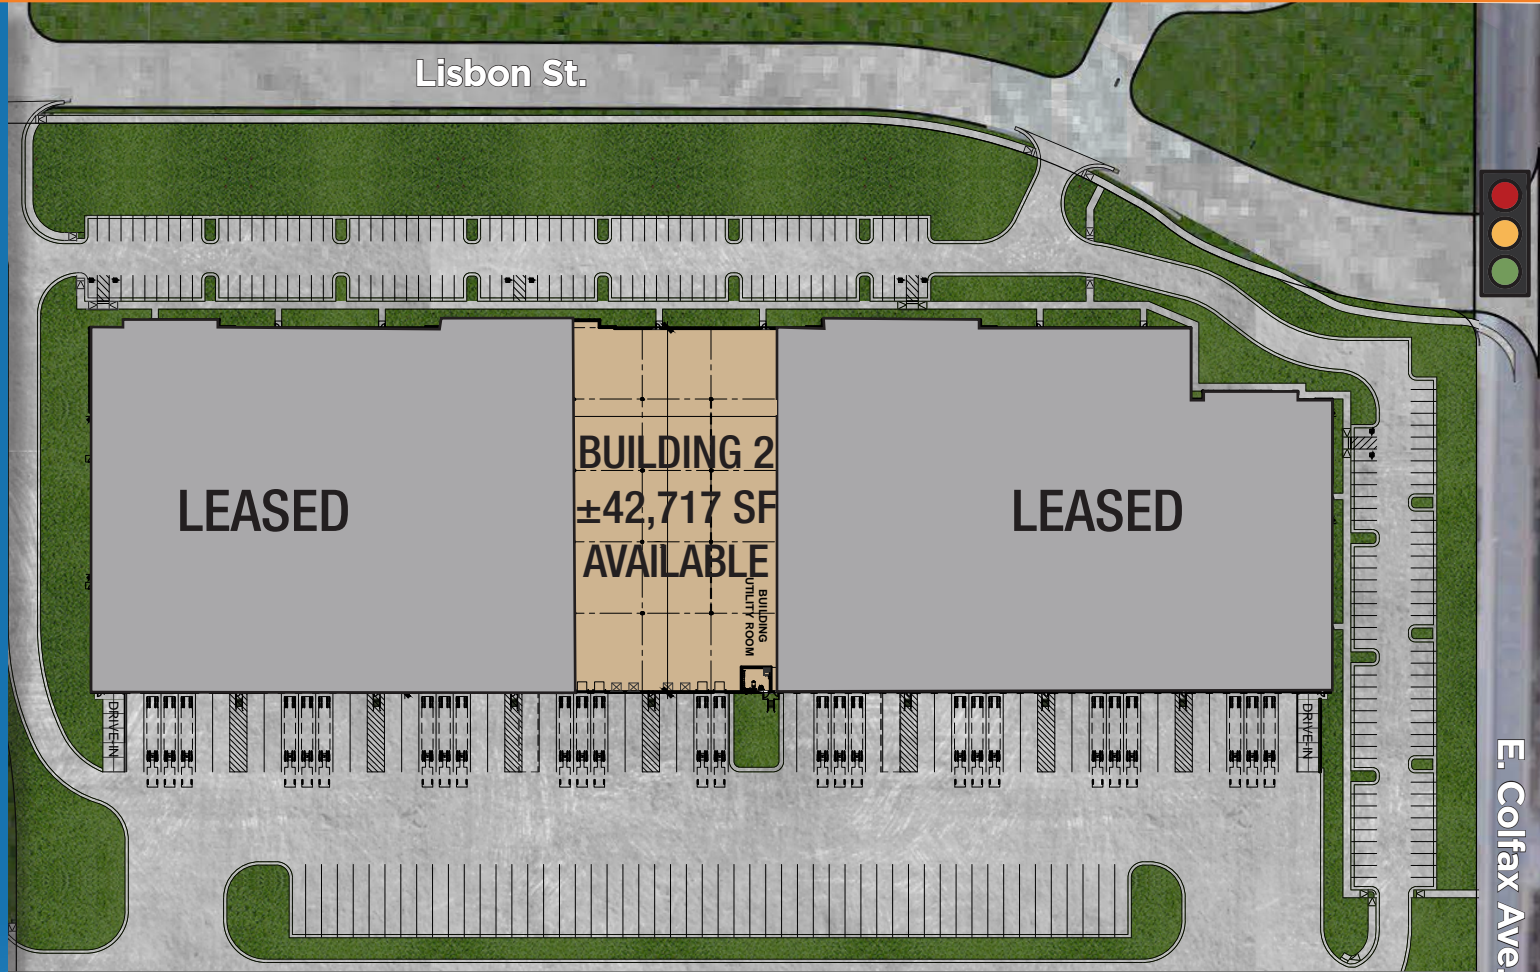 Lisbon St.
BUILDING 2
±42,717 SF
AVAILABLE
LEASED
LEASED
BUILDING
UTILITY ROOM
DRIVE IN
DRIVE IN
E. Colfax Ave.